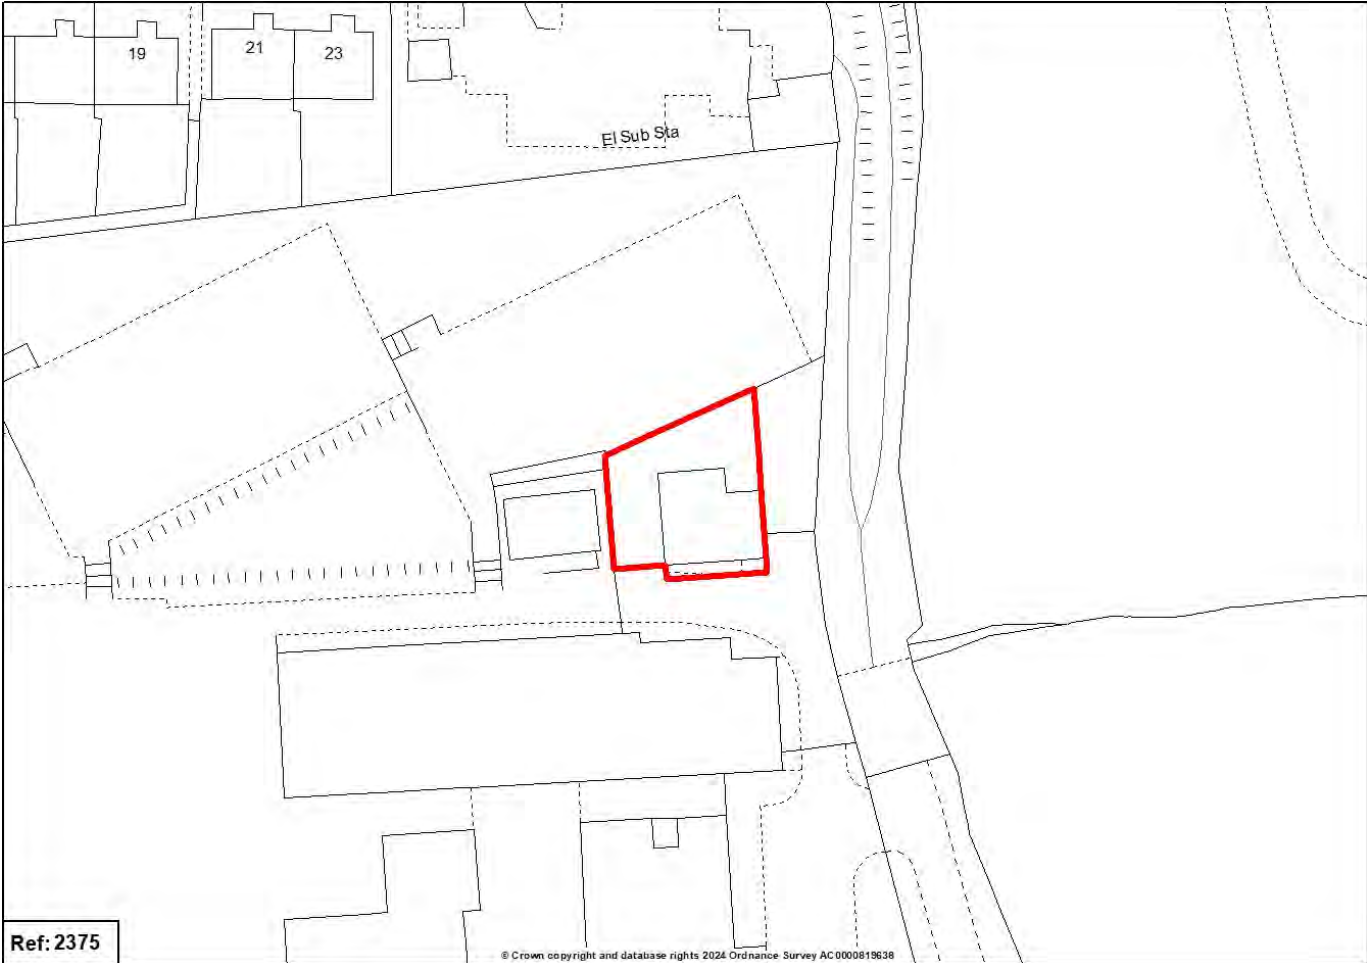 19
21
23
El Sub Sta
Ref: 2375
© Crown copyright and database rights 2024 Ordnance Survey AC0000819638